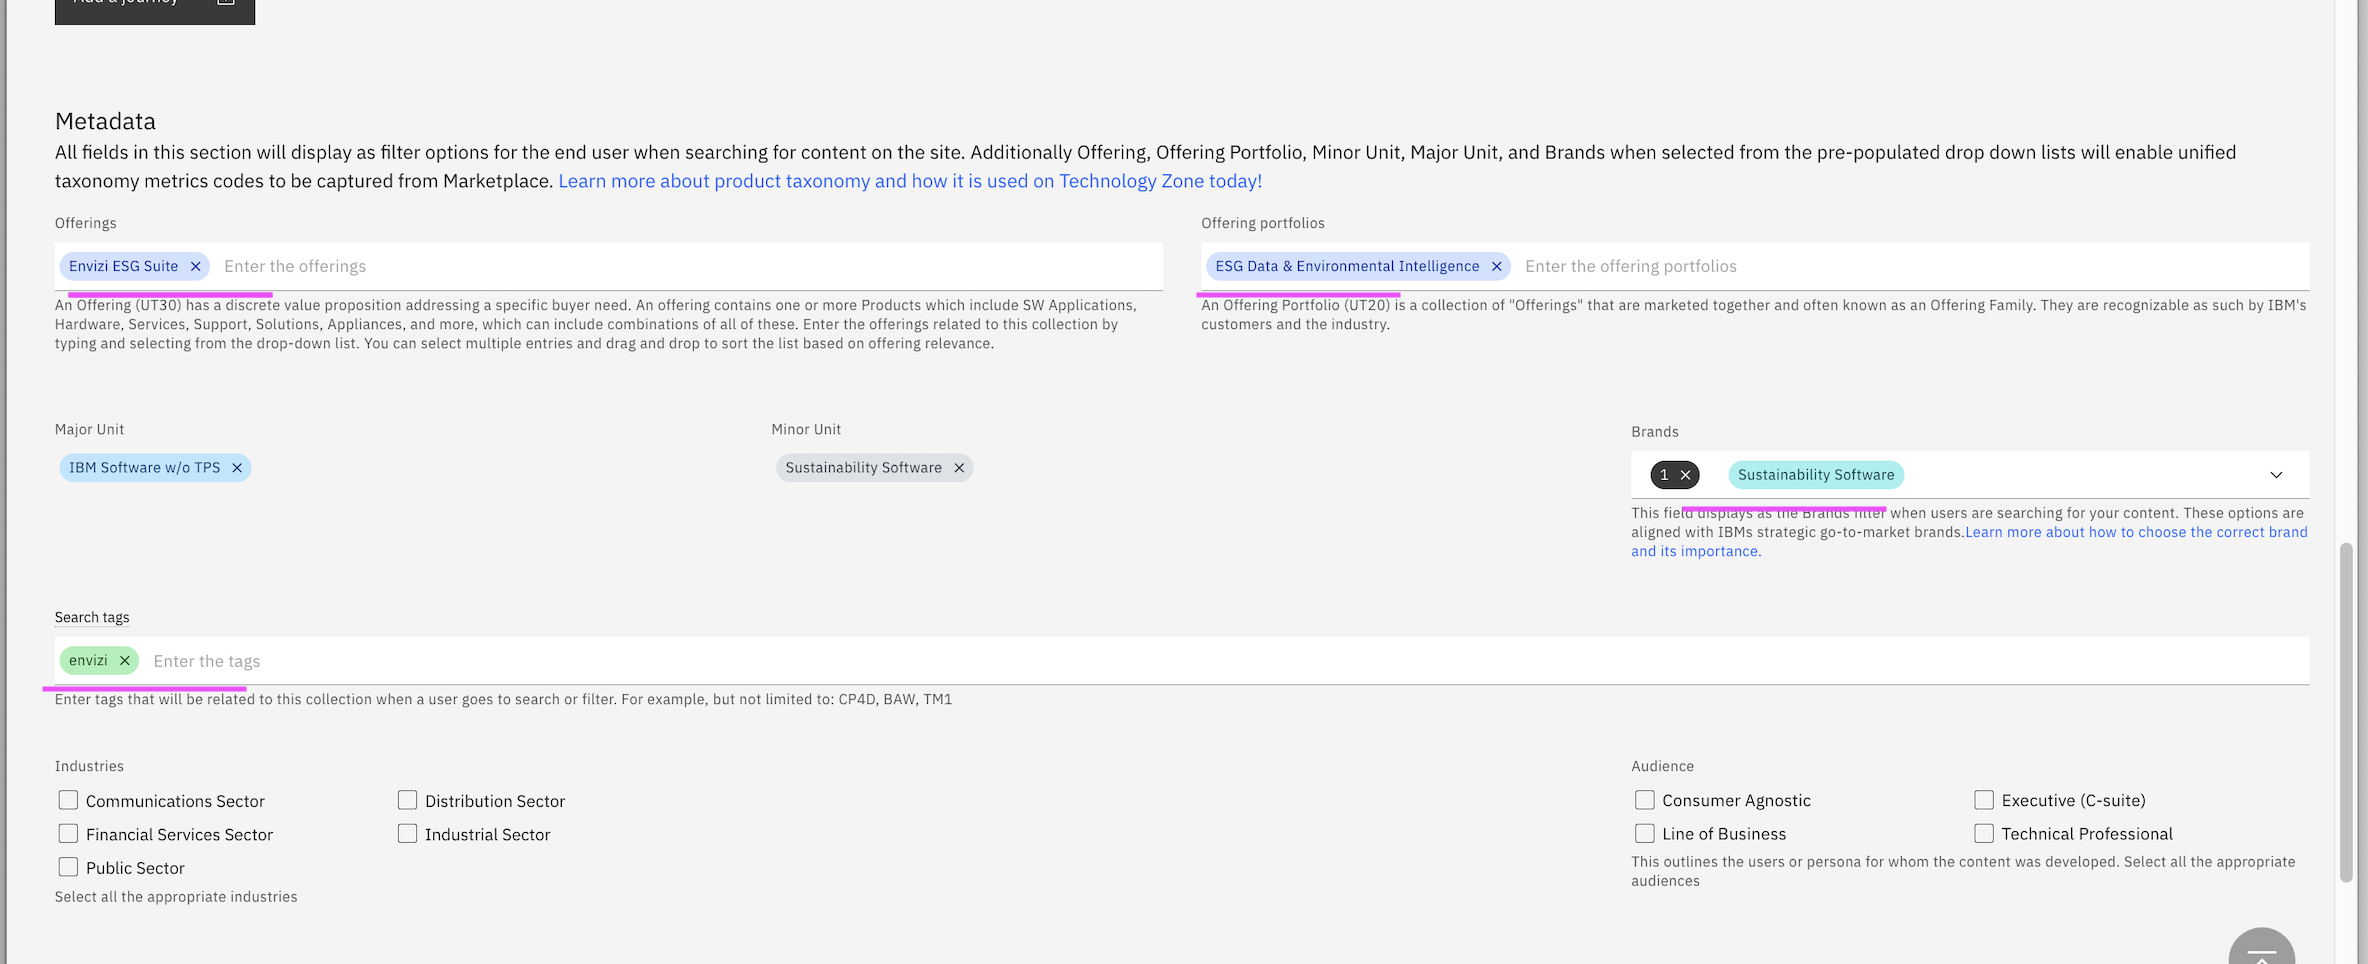 Add a journey
Metadata
All fields in this section will display as filter options for the end user when searching for content on the site. Additionally Offering, Offering Portfolio, Minor Unit, Major Unit, and Brands when selected from the pre-populated drop down lists will enable unified
taxonomy metrics codes to be captured from Marketplace. Learn more about product taxonomy and how it is used on Technology Zone today!
Offerings
Envizi ESG Suite Enter the offerings
An Offering (UT30) has a discrete value proposition addressing a specific buyer need. An offering contains one or more Products which include SW Applications,
Hardware, Services, Support, Solutions, Appliances, and more, which can include combinations of all of these. Enter the offerings related to this collection by
typing and selecting from the drop-down list. You can select multiple entries and drag and drop to sort the list based on offering relevance.
Offering portfolios
ESG Data & Environmental Intelligence Enter the offering portfolios
An Offering Portfolio (UT20) is a collection of "Offerings" that are marketed together and often known as an Offering Family. They are recognizable as such by IBM's
customers and the industry.
Major Unit
IBM Software w/o TPS
Minor Unit
Sustainability Software
Brands
1 Sustainability Software
This field displays as the Brands filter when users are searching for your content. These options are
aligned with IBMs strategic go-to-market brands.Learn more about how to choose the correct brand
and its importance.
Search tags
envizi Enter the tags
Enter tags that will be related to this collection when a user goes to search or filter. For example, but not limited to: CP4D, BAW, TM1
Industries
Communications Sector Distribution Sector
Financial Services Sector Industrial Sector
Public Sector
Select all the appropriate industries
Audience
Consumer Agnostic Executive (C-suite)
Line of Business Technical Professional
This outlines the users or persona for whom the content was developed. Select all the appropriate
audiences